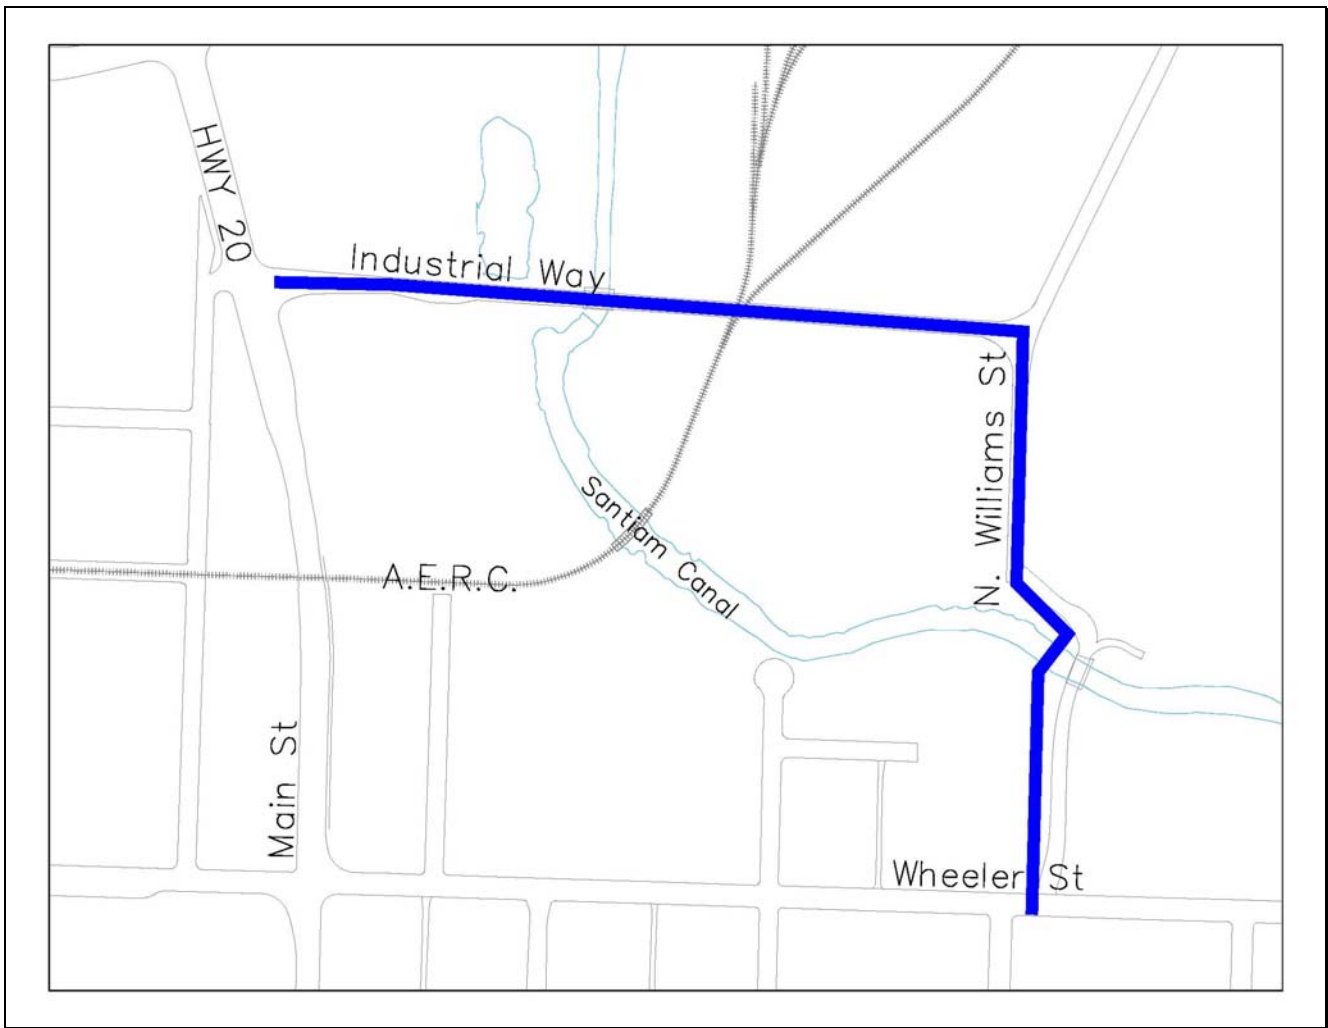 HWY 20
Industrial Way
N. Williams St
Santiam Canal
A.E.R.C.
Main St
Wheeler St